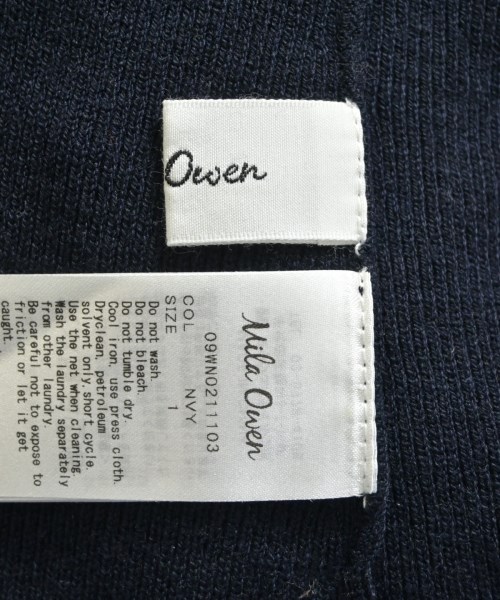 Owen
Mila Owen
09WN0211103
COL NVY
SIZE 1
Do not wash.
Do not bleach
Do not tumble dry
Cool iron use press cloth.
Dryclean, petroleum
solvent only.short cycle.
Use the net when cleaning.
Wash the laundry separately
from other laundry.
Be careful not to expose to
friction or let it get
caught.